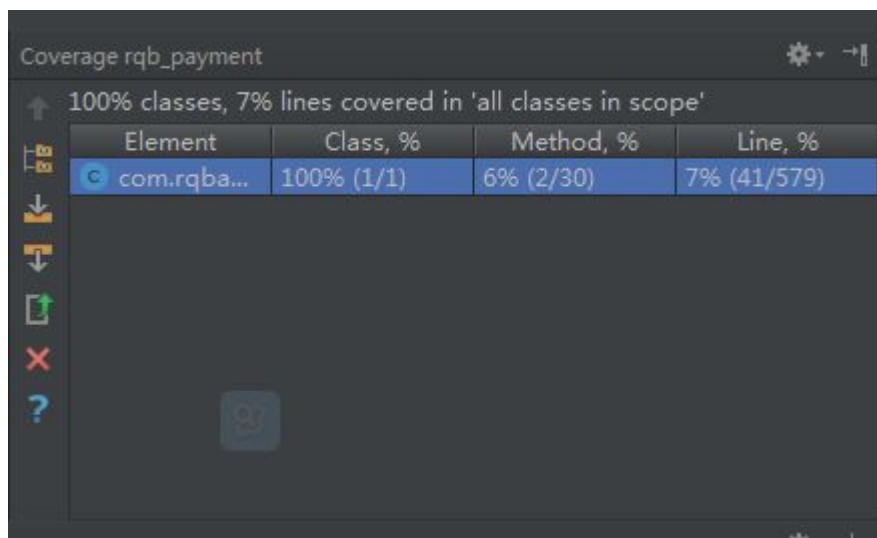 Coverage rqb_payment
100% classes, 7% lines covered in 'all classes in scope'
Element Class, % Method, % Line, %
C com.rqba... 100% (1/1) 6% (2/30) 7% (41/579)
?